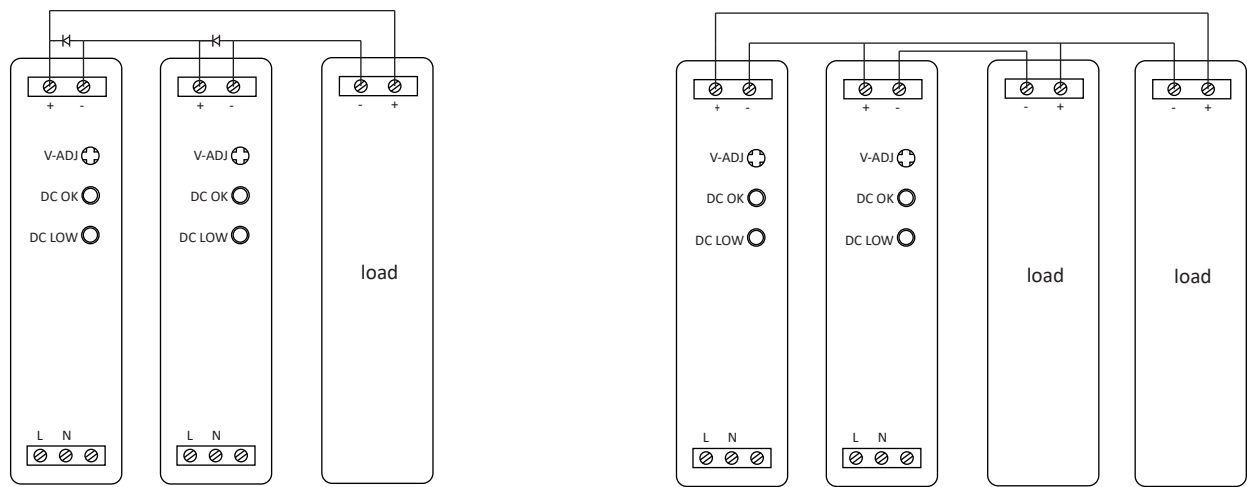 + - + - - +
V-ADJ V-ADJ
DC OK DC OK
DC LOW DC LOW
load
L N L N
+ - + - - + - +
V-ADJ V-ADJ
DC OK DC OK
DC LOW DC LOW
load load
L N L N